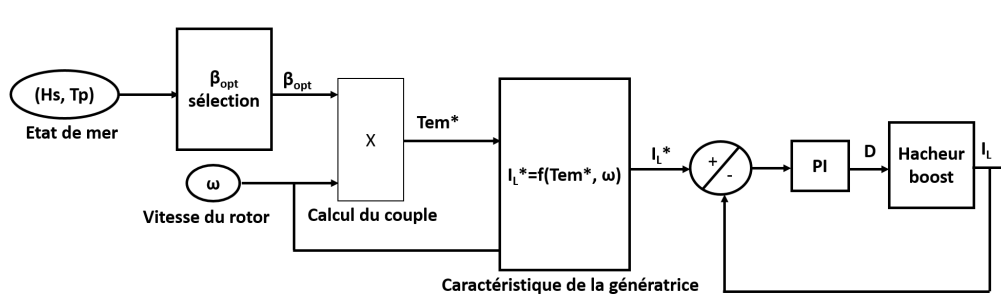 (Hs, Tp)
Etat de mer
βopt
sélection
βopt
ω
Vitesse du rotor
X
Calcul du couple
Tem*
IL*=f(Tem*, ω)
Caractéristique de la génératrice
IL*
+
-
PI
D
Hacheur
boost
IL